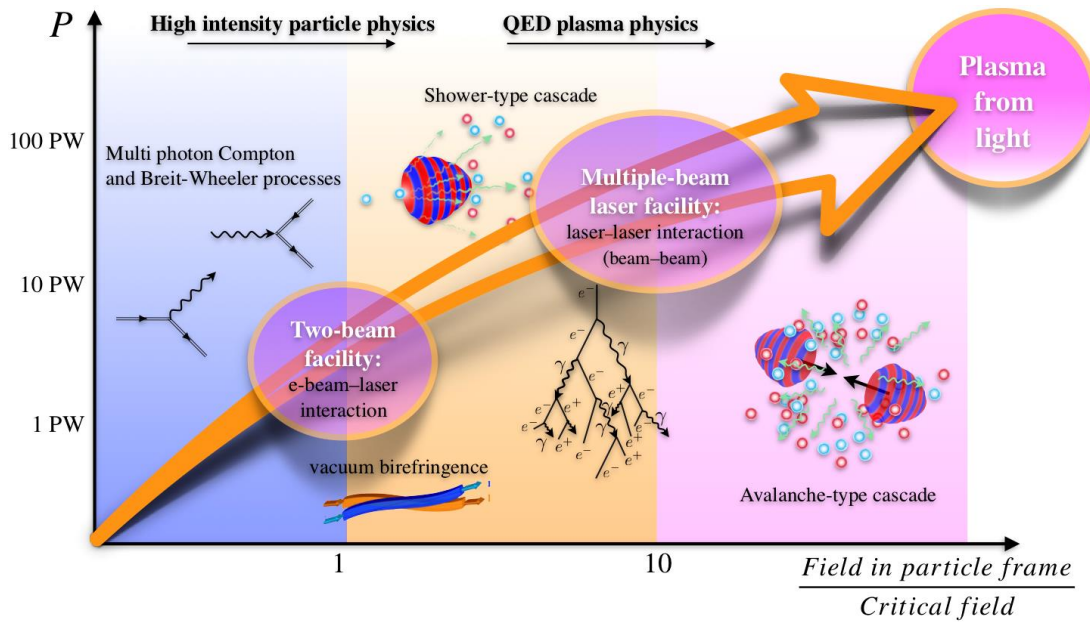 P
High intensity particle physics
QED plasma physics
Plasma
from
light
Shower-type cascade
100 PW
Multi photon Compton
and Breit-Wheeler processes
Multiple-beam
laser facility:
laser–laser interaction
(beam–beam)
10 PW
Two-beam
facility:
e-beam–laser
interaction
e⁻
e⁻
γ
γ
e⁻
e⁻
e⁻
e⁺
γ
γ
e⁻
e⁻
γ
e⁻
γ
e⁺
e⁻
e⁺
e⁻
1 PW
vacuum birefringence
Avalanche-type cascade
1
10
Field in particle frame
Critical field